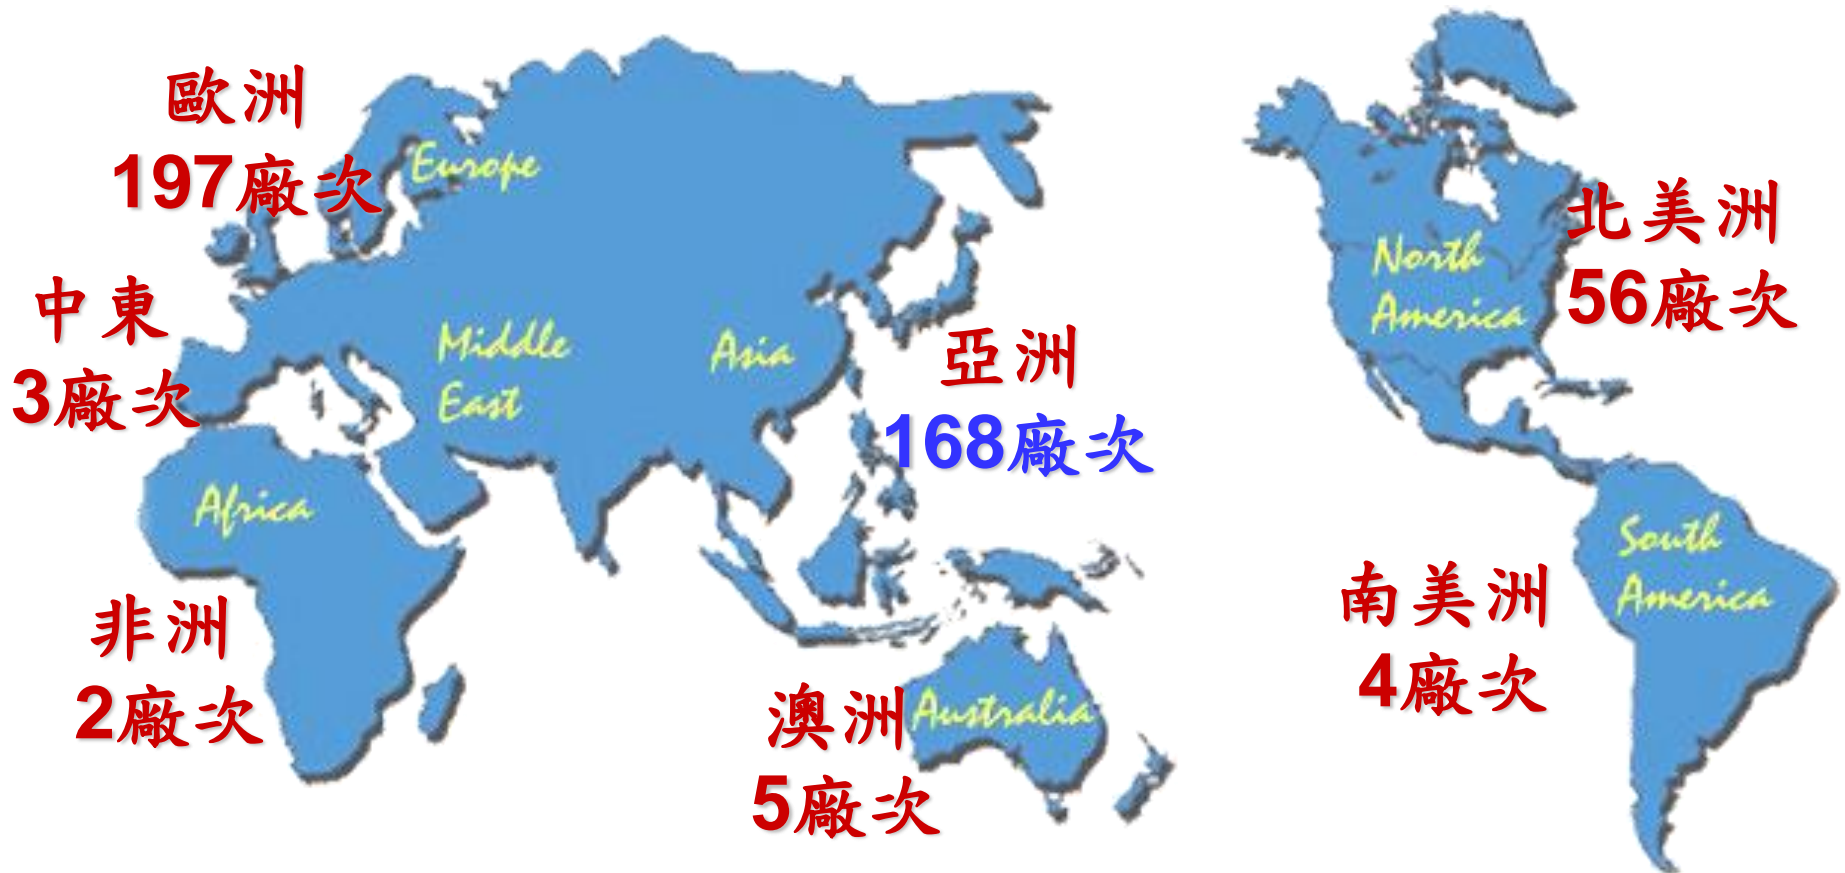 歐洲
197廠次
Europe
中東
3廠次
Middle
East
Asia
亞洲
168廠次
Africa
非洲
2廠次
澳洲
5廠次
Australia
北美洲
56廠次
North
America
南美洲
4廠次
South
America